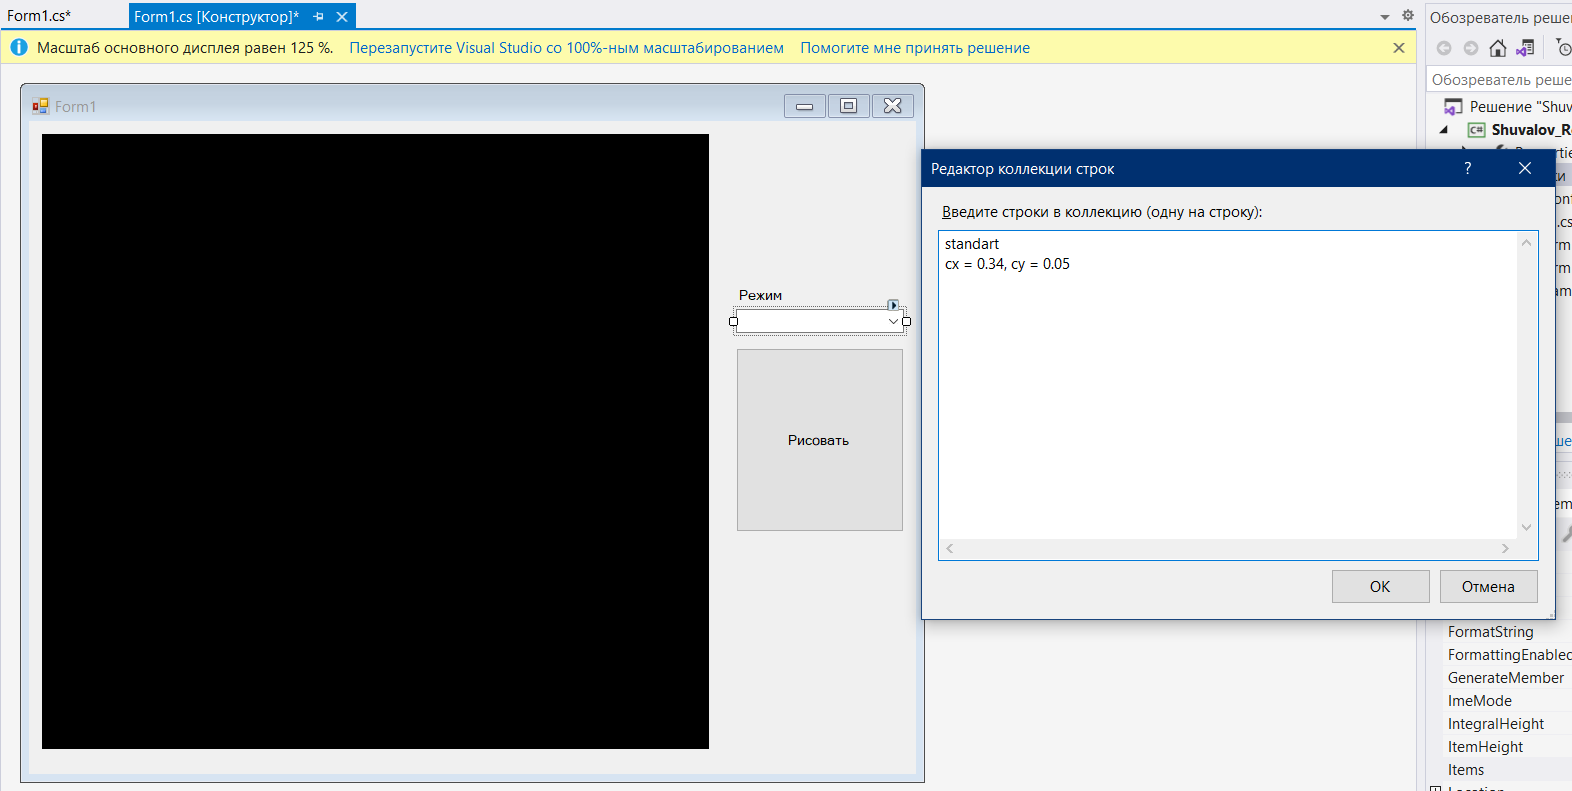 Form1.cs*
Form1.cs [Конструктор]*
Обозреватель реше
Масштаб основного дисплея равен 125 %. Перезапустите Visual Studio со 100%-ным масштабированием Помогите мне принять решение
Обозреватель реше
Form1
Решение "Shuv
Shuvalov_R
Редактор коллекции строк
?
Введите строки в коллекцию (одну на строку):
standart
cx = 0.34, cy = 0.05
Режим
Рисовать
OK
Отмена
FormatString
FormattingEnabled
GenerateMember
ImeMode
IntegralHeight
ItemHeight
Items